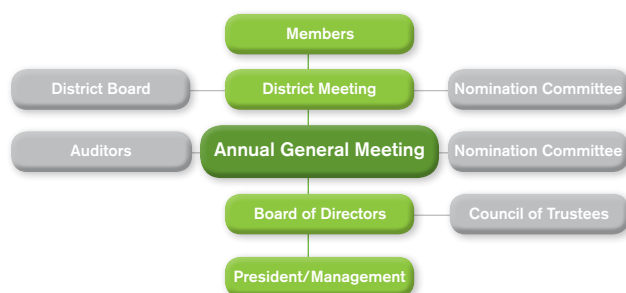 Members
District Board
District Meeting
Nomination Committee
Auditors
Annual General Meeting
Nomination Committee
Board of Directors
Council of Trustees
President/Management